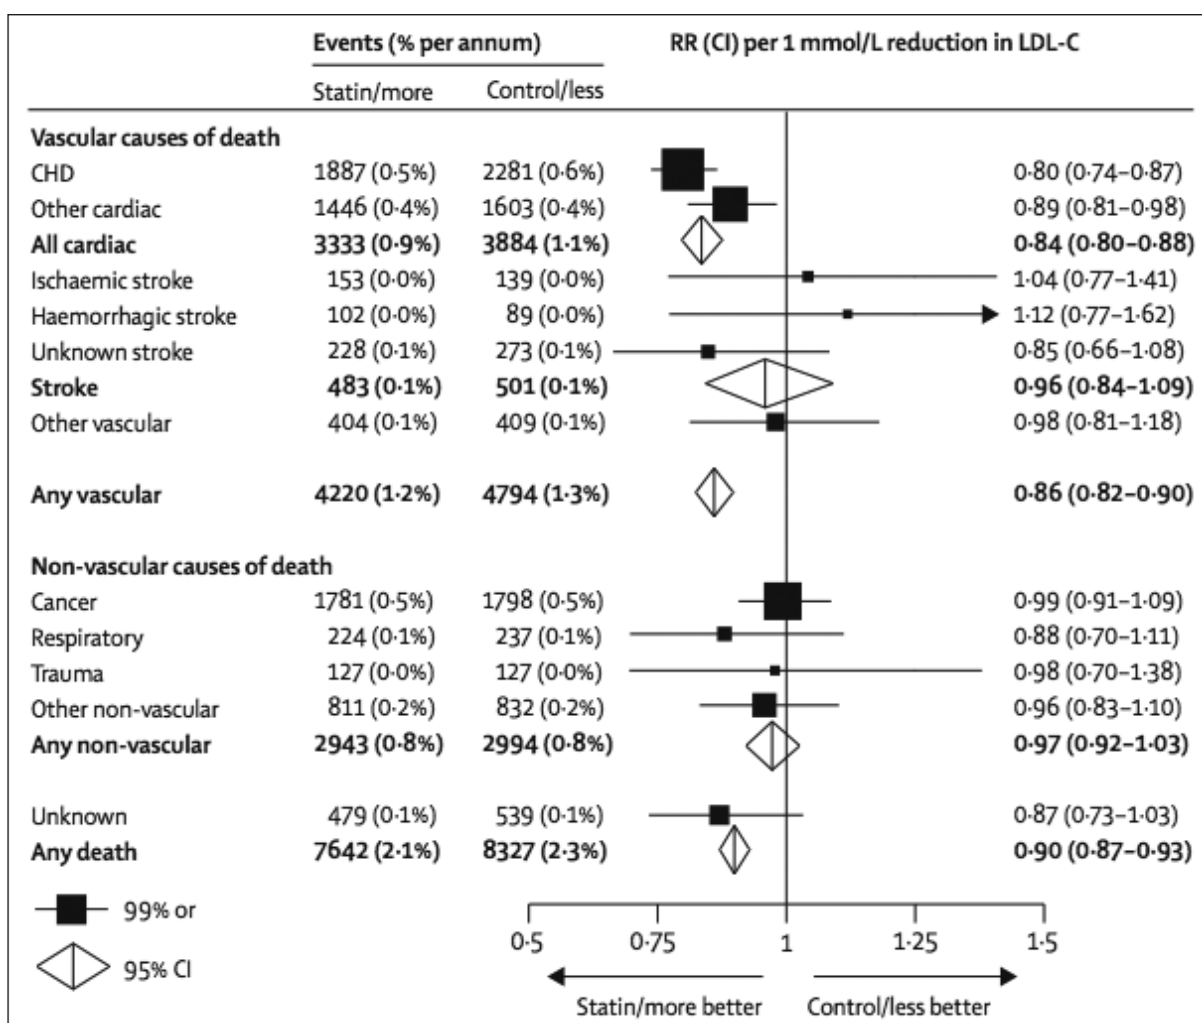 Events (% per annum) RR (CI) per 1 mmol/L reduction in LDL-C
Statin/more Control/less
Vascular causes of death
CHD 1887 (0·5%) 2281 (0·6%) 0·80 (0·74–0·87)
Other cardiac 1446 (0·4%) 1603 (0·4%) 0·89 (0·81–0·98)
All cardiac 3333 (0·9%) 3884 (1·1%) 0·84 (0·80–0·88)
Ischaemic stroke 153 (0·0%) 139 (0·0%) 1·04 (0·77–1·41)
Haemorrhagic stroke 102 (0·0%) 89 (0·0%) 1·12 (0·77–1·62)
Unknown stroke 228 (0·1%) 273 (0·1%) 0·85 (0·66–1·08)
Stroke 483 (0·1%) 501 (0·1%) 0·96 (0·84–1·09)
Other vascular 404 (0·1%) 409 (0·1%) 0·98 (0·81–1·18)
Any vascular 4220 (1·2%) 4794 (1·3%) 0·86 (0·82–0·90)
Non-vascular causes of death
Cancer 1781 (0·5%) 1798 (0·5%) 0·99 (0·91–1·09)
Respiratory 224 (0·1%) 237 (0·1%) 0·88 (0·70–1·11)
Trauma 127 (0·0%) 127 (0·0%) 0·98 (0·70–1·38)
Other non-vascular 811 (0·2%) 832 (0·2%) 0·96 (0·83–1·10)
Any non-vascular 2943 (0·8%) 2994 (0·8%) 0·97 (0·92–1·03)
Unknown 479 (0·1%) 539 (0·1%) 0·87 (0·73–1·03)
Any death 7642 (2·1%) 8327 (2·3%) 0·90 (0·87–0·93)
99% or
95% CI
0·5 0·75 1 1·25 1·5
Statin/more better Control/less better